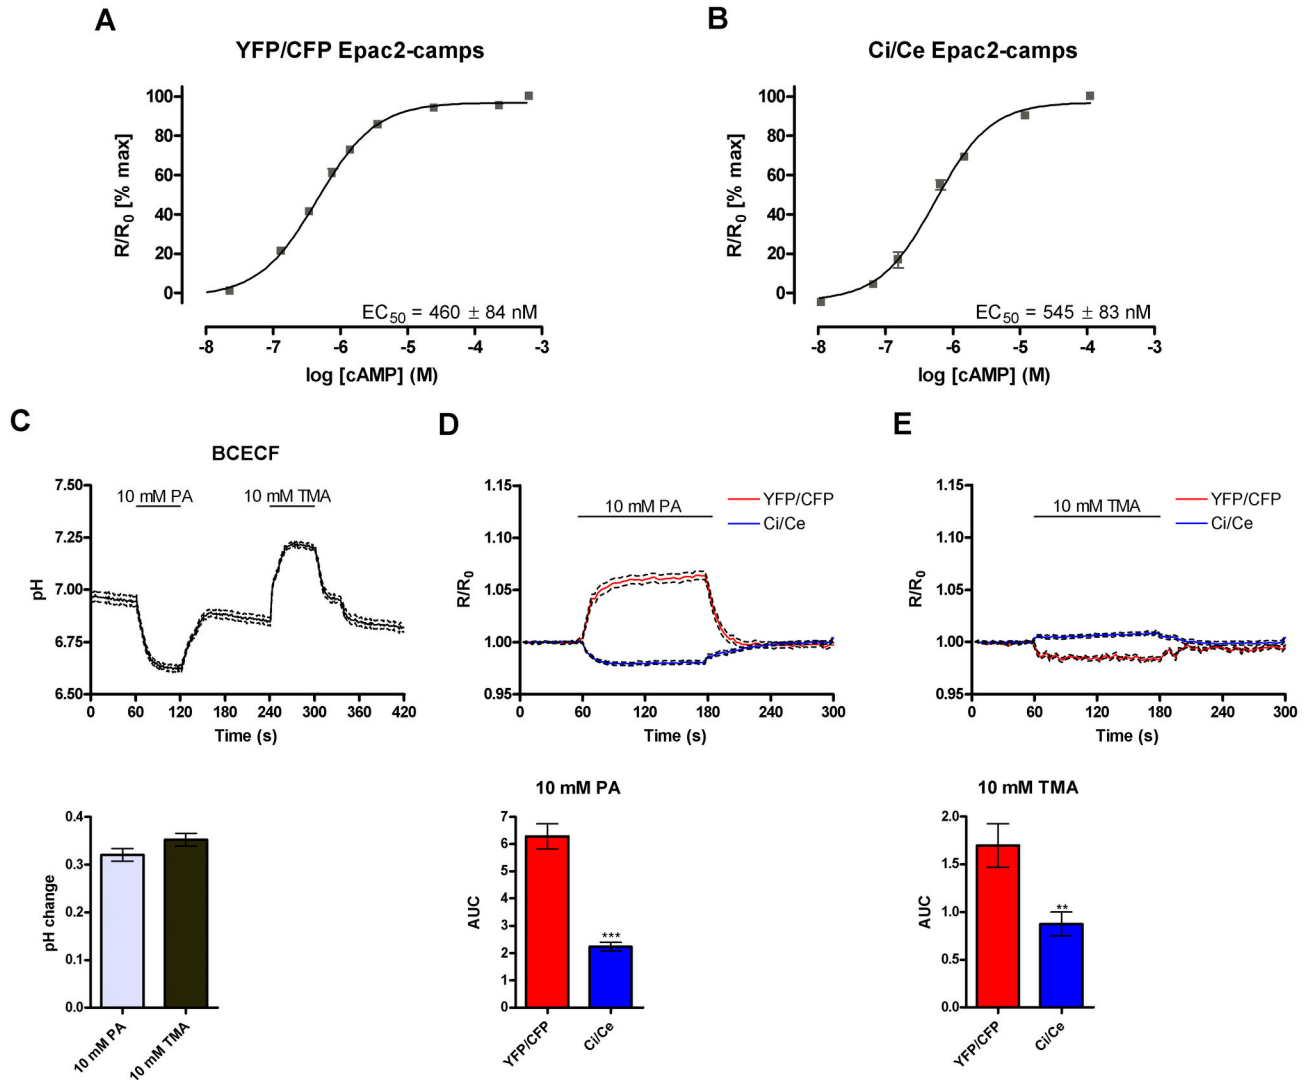 A
YFP/CFP Epac2-camps
100
80
60
40
20
0
R/R0 [% max]
EC50 = 460 ± 84 nM
-8 -7 -6 -5 -4 -3
log [cAMP] (M)
B
Ci/Ce Epac2-camps
100
80
60
40
20
0
R/R0 [% max]
EC50 = 545 ± 83 nM
-8 -7 -6 -5 -4 -3
log [cAMP] (M)
C
BCECF
7.50
7.25
7.00
6.75
6.50
pH
10 mM PA
10 mM TMA
0 60 120 180 240 300 360 420
Time (s)
0.4
0.3
0.2
0.1
0.0
pH change
10 mM PA
10 mM TMA
D
1.15
1.10
1.05
1.00
0.95
R/R0
10 mM PA
YFP/CFP
Ci/Ce
0 60 120 180 240 300
Time (s)
10 mM PA
7
6
5
4
3
2
1
0
AUC
***
YFP/CFP
Ci/Ce
E
1.15
1.10
1.05
1.00
0.95
R/R0
10 mM TMA
YFP/CFP
Ci/Ce
0 60 120 180 240 300
Time (s)
10 mM TMA
2.0
1.5
1.0
0.5
0.0
AUC
**
YFP/CFP
Ci/Ce